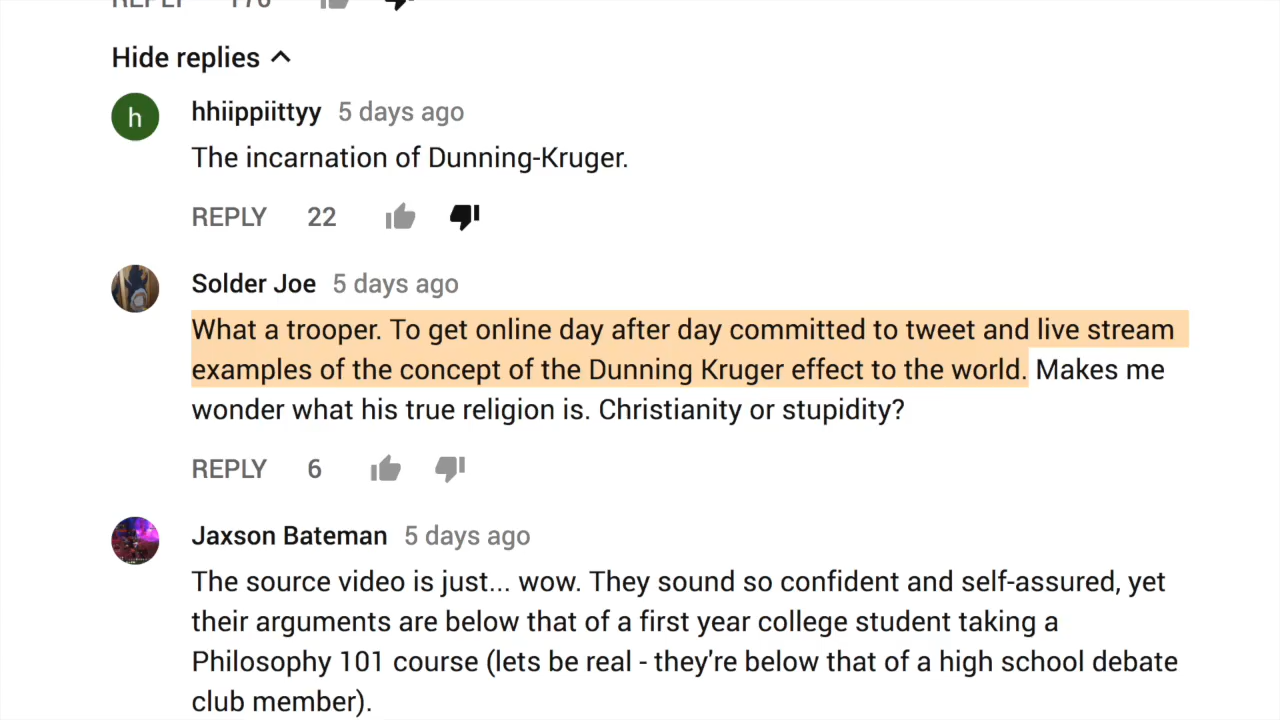 REPLY 176
Hide replies
h
hhiippiittyy 5 days ago
The incarnation of Dunning-Kruger.
REPLY 22
Solder Joe 5 days ago
What a trooper. To get online day after day committed to tweet and live stream
examples of the concept of the Dunning Kruger effect to the world. Makes me
wonder what his true religion is. Christianity or stupidity?
REPLY 6
Jaxson Bateman 5 days ago
The source video is just... wow. They sound so confident and self-assured, yet
their arguments are below that of a first year college student taking a
Philosophy 101 course (lets be real - they're below that of a high school debate
club member).